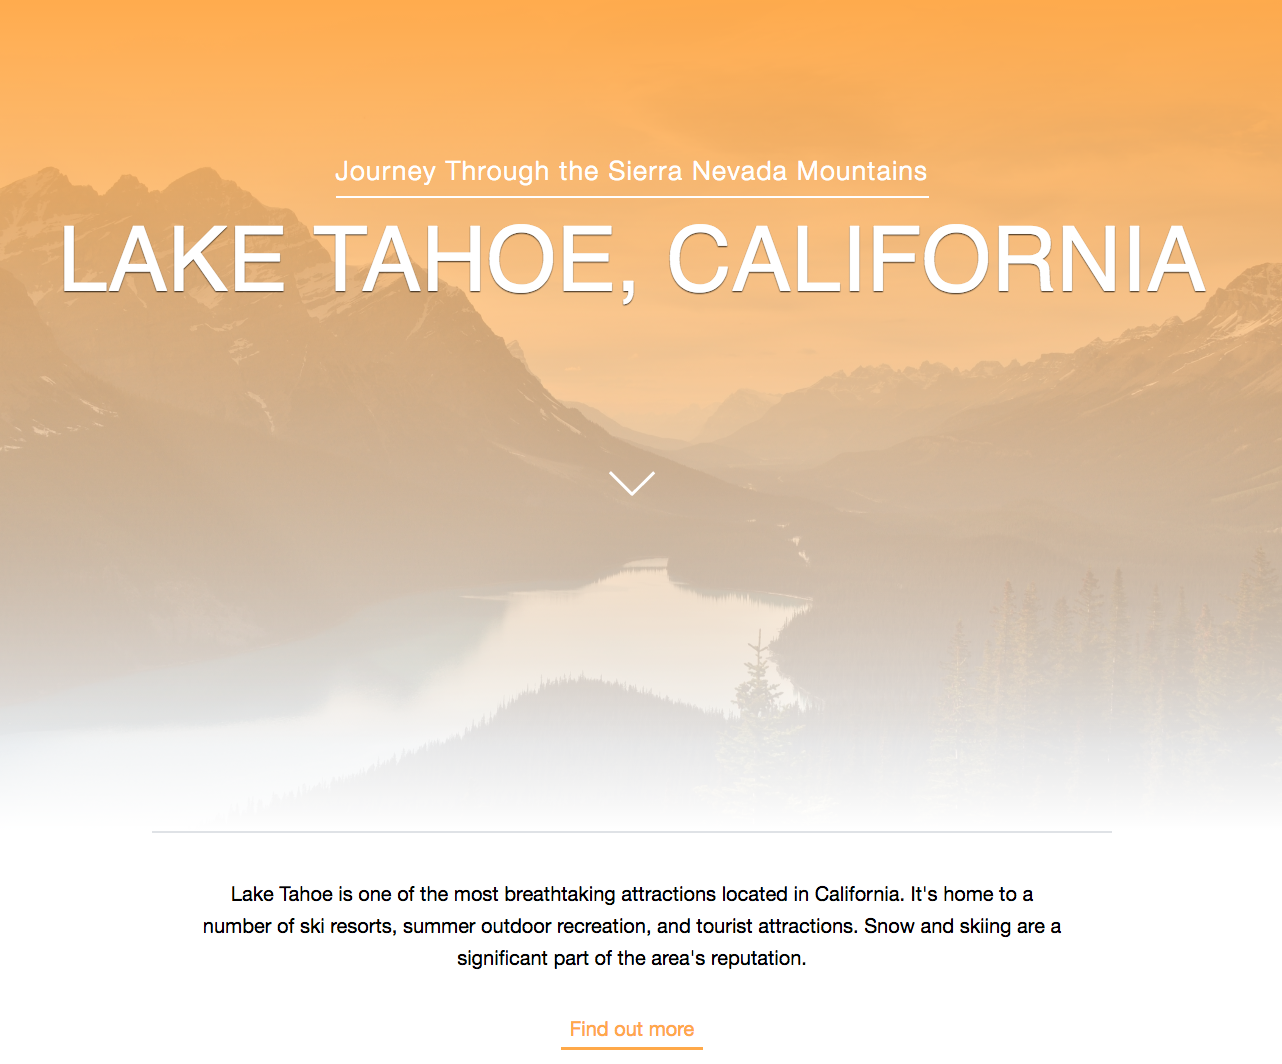 Journey Through the Sierra Nevada Mountains
LAKE TAHOE, CALIFORNIA
Lake Tahoe is one of the most breathtaking attractions located in California. It's home to a
number of ski resorts, summer outdoor recreation, and tourist attractions. Snow and skiing are a
significant part of the area's reputation.
Find out more